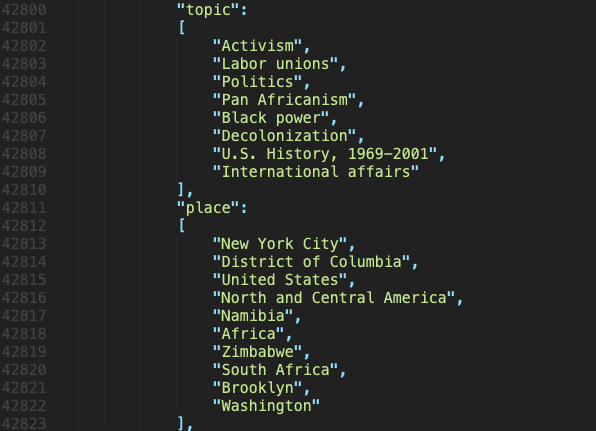 42800 "topic":
42801 [
42802 "Activism",
42803 "Labor unions",
42804 "Politics",
42805 "Pan Africanism",
42806 "Black power",
42807 "Decolonization",
42808 "U.S. History, 1969–2001",
42809 "International affairs"
42810 ],
42811 "place":
42812 [
42813 "New York City",
42814 "District of Columbia",
42815 "United States",
42816 "North and Central America",
42817 "Namibia",
42818 "Africa",
42819 "Zimbabwe",
42820 "South Africa",
42821 "Brooklyn",
42822 "Washington"
42823 ],